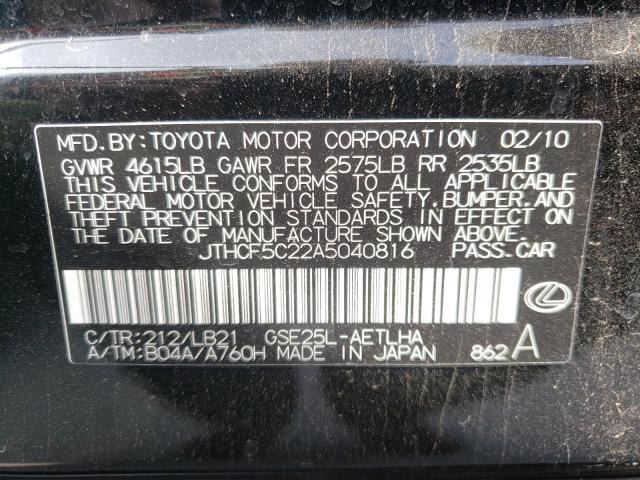 MFD. BY: TOYOTA MOTOR CORPORATION 02/10
GVWR 4615LB GAWR FR 2575LB RR 2535LB
THIS VEHICLE CONFORMS TO ALL APPLICABLE
FEDERAL MOTOR VEHICLE SAFETY, BUMPER, AND
THEFT PREVENTION STANDARDS IN EFFECT ON
THE DATE OF MANUFACTURE SHOWN ABOVE.
JTHCF5C22A5040816 PASS. CAR
C/TR: 212/LB21 GSE25L-AETLHA
A/TM: B04A/A760H MADE IN JAPAN 862 A